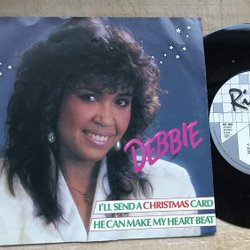 DEBBIE
I'LL SEND A CHRISTMAS CARD
HE CAN MAKE MY HEART BEAT